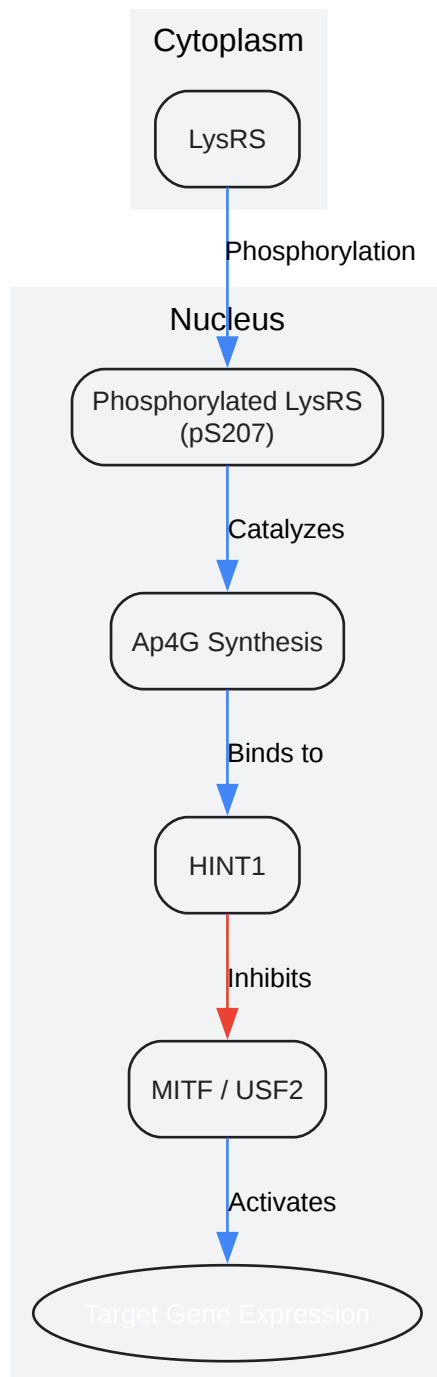 Cytoplasm
LysRS
Phosphorylation
Nucleus
Phosphorylated LysRS
(pS207)
Catalyzes
Ap4G Synthesis
Binds to
HINT1
Inhibits
MITF / USF2
Activates
Target Gene Expression